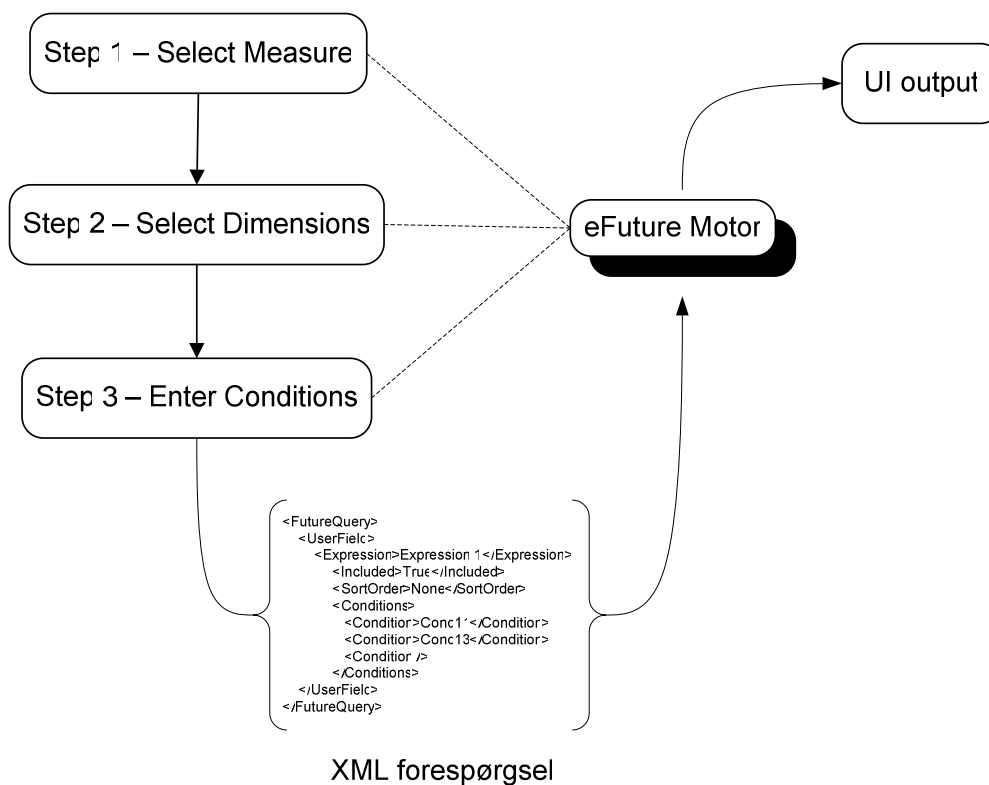 Step 1 – Select Measure
UI output
Step 2 – Select Dimensions
eFuture Motor
Step 3 – Enter Conditions
<FutureQuery>
<UserField>
<Expression>Expression 1</Expression>
<Included>True</Included>
<SortOrder>None</SortOrder>
<Conditions>
<Condition>Cond11</Condition>
<Condition>Cond13</Condition>
<Condition />
</Conditions>
</UserField>
</FutureQuery>
XML forespørgsel